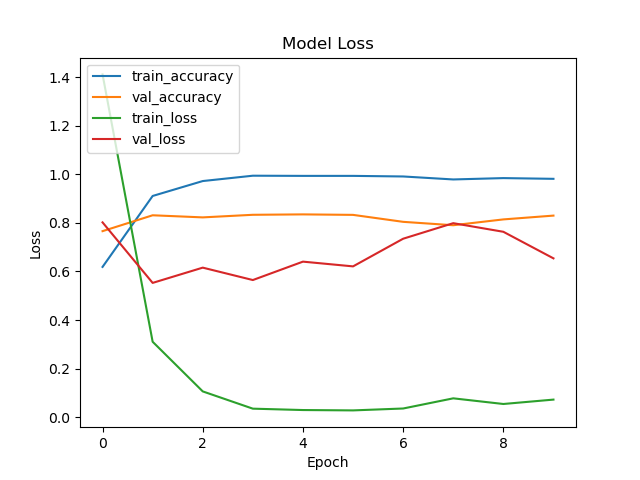 Model Loss
train_accuracy
val_accuracy
train_loss
val_loss
Loss
1.4
1.2
1.0
0.8
0.6
0.4
0.2
0.0
0 2 4 6 8
Epoch